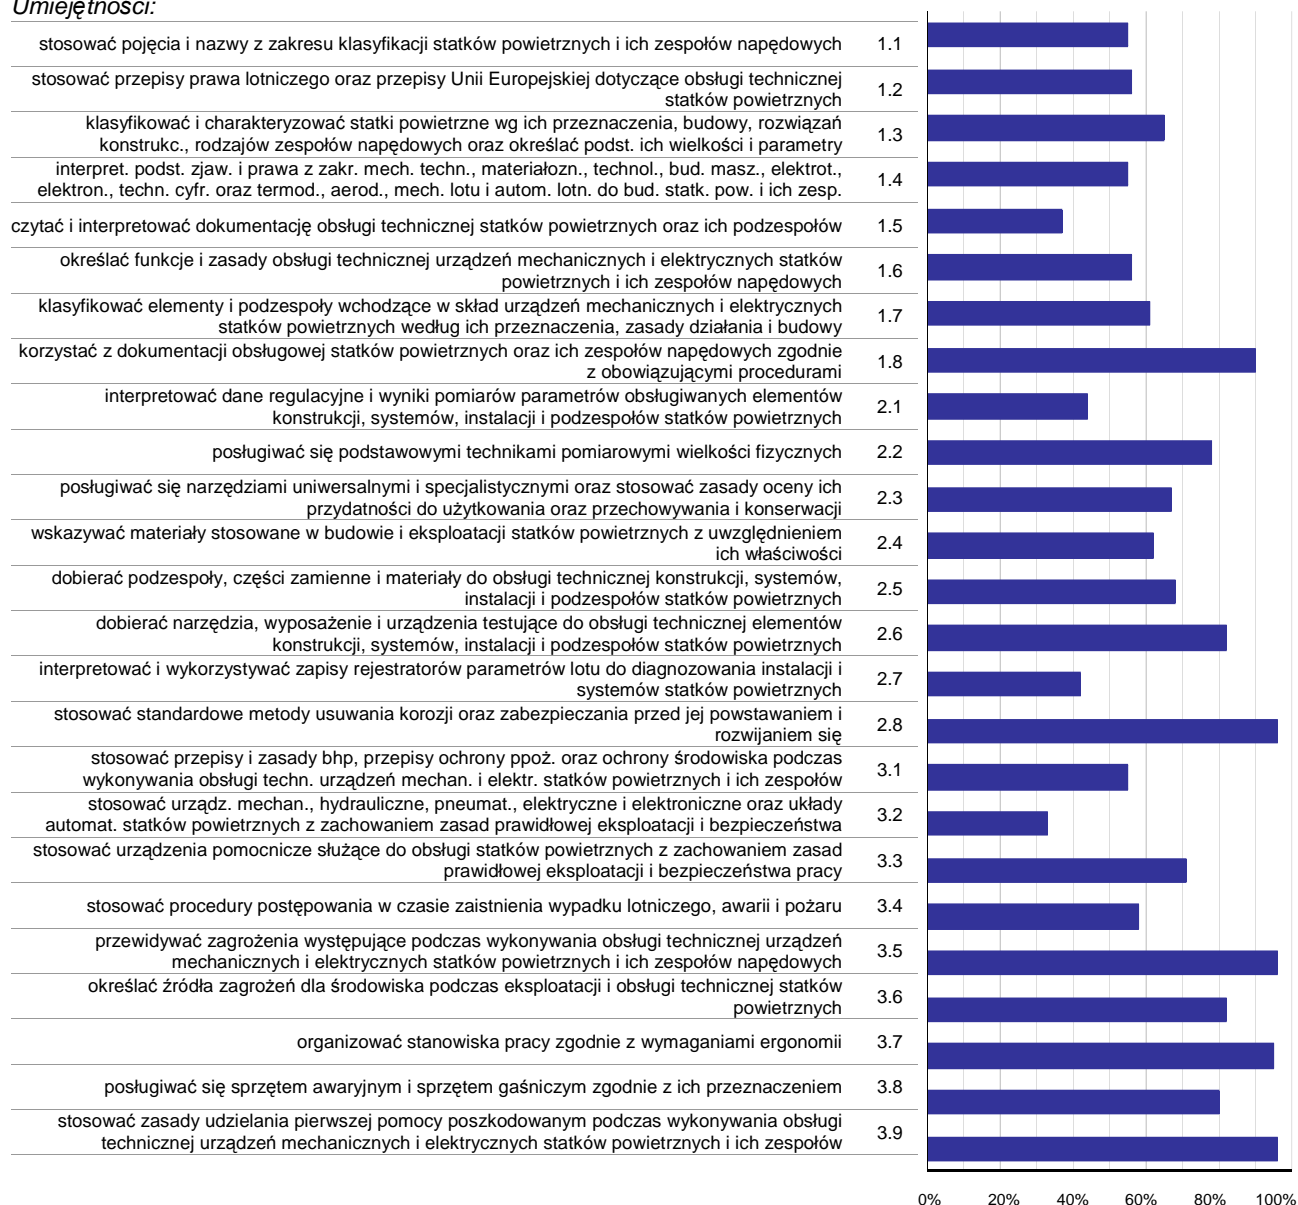 Umiejętności:
stosować pojęcia i nazwy z zakresu klasyfikacji statków powietrznych i ich zespołów napędowych 1.1
stosować przepisy prawa lotniczego oraz przepisy Unii Europejskiej dotyczące obsługi technicznej
statków powietrznych 1.2
klasyfikować i charakteryzować statki powietrzne wg ich przeznaczenia, budowy, rozwiązań
konstrukc., rodzajów zespołów napędowych oraz określać podst. ich wielkości i parametry 1.3
interpret. podst. zjaw. i prawa z zakr. mech. techn., materiałozn., technol., bud. masz., elektrot.,
elektron., techn. cyfr. oraz termod., aerod., mech. lotu i autom. lotn. do bud. statk. pow. i ich zesp. 1.4
czytać i interpretować dokumentację obsługi technicznej statków powietrznych oraz ich podzespołów 1.5
określać funkcje i zasady obsługi technicznej urządzeń mechanicznych i elektrycznych statków
powietrznych i ich zespołów napędowych 1.6
klasyfikować elementy i podzespoły wchodzące w skład urządzeń mechanicznych i elektrycznych
statków powietrznych według ich przeznaczenia, zasady działania i budowy 1.7
korzystać z dokumentacji obsługowej statków powietrznych oraz ich zespołów napędowych zgodnie
z obowiązującymi procedurami 1.8
interpretować dane regulacyjne i wyniki pomiarów parametrów obsługiwanych elementów
konstrukcji, systemów, instalacji i podzespołów statków powietrznych 2.1
posługiwać się podstawowymi technikami pomiarowymi wielkości fizycznych 2.2
posługiwać się narzędziami uniwersalnymi i specjalistycznymi oraz stosować zasady oceny ich
przydatności do użytkowania oraz przechowywania i konserwacji 2.3
wskazywać materiały stosowane w budowie i eksploatacji statków powietrznych z uwzględnieniem
ich właściwości 2.4
dobierać podzespoły, części zamienne i materiały do obsługi technicznej konstrukcji, systemów,
instalacji i podzespołów statków powietrznych 2.5
dobierać narzędzia, wyposażenie i urządzenia testujące do obsługi technicznej elementów
konstrukcji, systemów, instalacji i podzespołów statków powietrznych 2.6
interpretować i wykorzystywać zapisy rejestratorów parametrów lotu do diagnozowania instalacji i
systemów statków powietrznych 2.7
stosować standardowe metody usuwania korozji oraz zabezpieczania przed jej powstawaniem i
rozwijaniem się 2.8
stosować przepisy i zasady bhp, przepisy ochrony ppoż. oraz ochrony środowiska podczas
wykonywania obsługi techn. urządzeń mechan. i elektr. statków powietrznych i ich zespołów 3.1
stosować urządz. mechan., hydrauliczne, pneumat., elektryczne i elektroniczne oraz układy
automat. statków powietrznych z zachowaniem zasad prawidłowej eksploatacji i bezpieczeństwa 3.2
stosować urządzenia pomocnicze służące do obsługi statków powietrznych z zachowaniem zasad
prawidłowej eksploatacji i bezpieczeństwa pracy 3.3
stosować procedury postępowania w czasie zaistnienia wypadku lotniczego, awarii i pożaru 3.4
przewidywać zagrożenia występujące podczas wykonywania obsługi technicznej urządzeń
mechanicznych i elektrycznych statków powietrznych i ich zespołów napędowych 3.5
określać źródła zagrożeń dla środowiska podczas eksploatacji i obsługi technicznej statków
powietrznych 3.6
organizować stanowiska pracy zgodnie z wymaganiami ergonomii 3.7
posługiwać się sprzętem awaryjnym i sprzętem gaśniczym zgodnie z ich przeznaczeniem 3.8
stosować zasady udzielania pierwszej pomocy poszkodowanym podczas wykonywania obsługi
technicznej urządzeń mechanicznych i elektrycznych statków powietrznych i ich zespołów 3.9
0% 20% 40% 60% 80% 100%